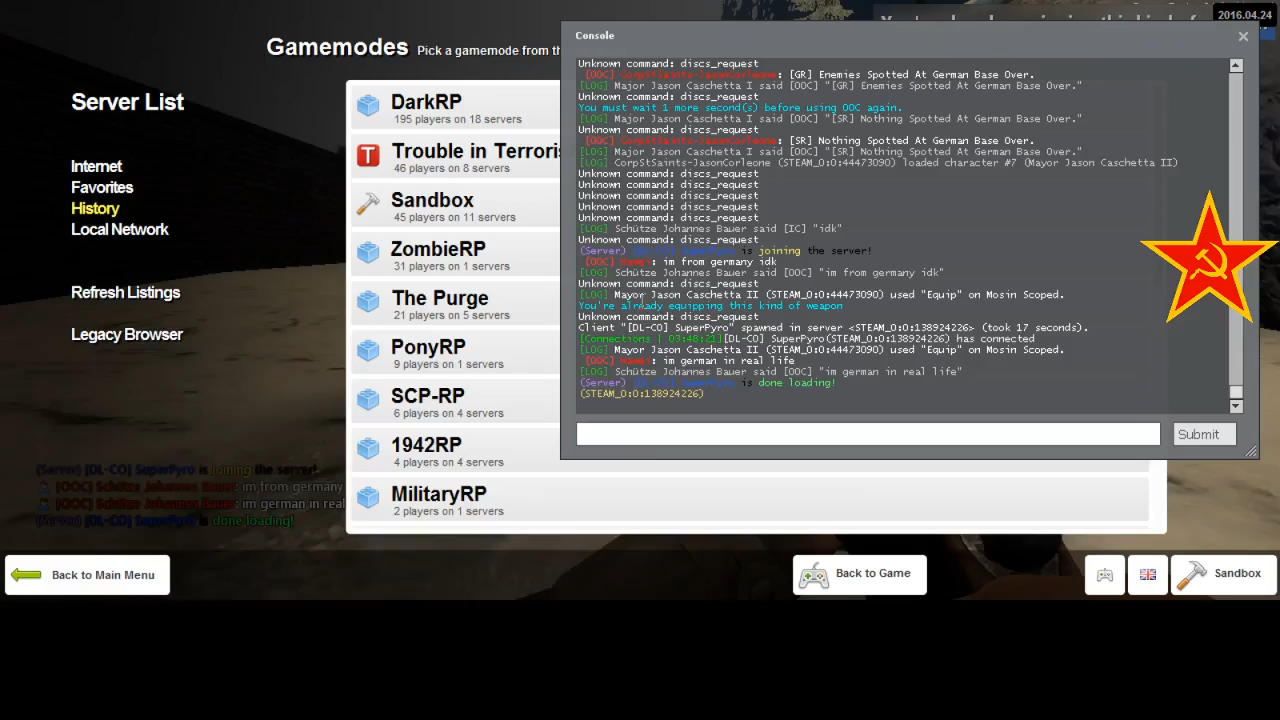 2016.04.24
Gamemodes Pick a gamemode from th
Server List
Internet
Favorites
History
Local Network
Refresh Listings
Legacy Browser
DarkRP
195 players on 18 servers
Trouble in Terroris
46 players on 8 servers
Sandbox
45 players on 11 servers
ZombieRP
31 players on 1 servers
The Purge
21 players on 5 servers
PonyRP
9 players on 1 servers
SCP-RP
6 players on 4 servers
1942RP
4 players on 4 servers
MilitaryRP
2 players on 1 servers
Console
Unknown command: discs_request
[OOC] CorpStSaints-JasonCorleone: [GR] Enemies Spotted At German Base Over.
[LOG] Major Jason Caschetta I said [OOC] "[GR] Enemies Spotted At German Base Over."
Unknown command: discs_request
You must wait 1 more second(s) before using OOC again.
[LOG] Major Jason Caschetta I said [OOC] "[SR] Nothing Spotted At German Base Over."
Unknown command: discs_request
[OOC] CorpStSaints-JasonCorleone: [SR] Nothing Spotted At German Base Over.
[LOG] Major Jason Caschetta I said [OOC] "[SR] Nothing Spotted At German Base Over."
[LOG] CorpStSaints-JasonCorleone (STEAM_0:0:44473090) loaded character #7 (Mayor Jason Caschetta II)
Unknown command: discs_request
Unknown command: discs_request
Unknown command: discs_request
Unknown command: discs_request
Unknown command: discs_request
[LOG] Schütze Johannes Bauer said [IC] "idk"
Unknown command: discs_request
(Server) [DL-CO] SuperPyro is joining the server!
[OOC] : im from germany idk
[LOG] Schütze Johannes Bauer said [OOC] "im from germany idk"
Unknown command: discs_request
[LOG] Mayor Jason Caschetta II (STEAM_0:0:44473090) used "Equip" on Mosin Scoped.
You're already equipping this kind of weapon
Unknown command: discs_request
Client "[DL-CO] SuperPyro" spawned in server <STEAM_0:0:138924226> (took 17 seconds).
[Connections | 03:48:21][DL-CO] SuperPyro(STEAM_0:0:138924226) has connected
[LOG] Mayor Jason Caschetta II (STEAM_0:0:44473090) used "Equip" on Mosin Scoped.
[OOC] : im german in real life
[LOG] Schütze Johannes Bauer said [OOC] "im german in real life"
(Server) [DL-CO] SuperPyro is done loading!
(STEAM_0:0:138924226)
Submit
(Server) [DL-CO] SuperPyro is joining the server!
[OOC] Schütze Johannes Bauer: im from germany
[OOC] Schütze Johannes Bauer: im german in real
(Server) [DL-CO] SuperPyro is done loading!
Back to Main Menu
Back to Game
Sandbox